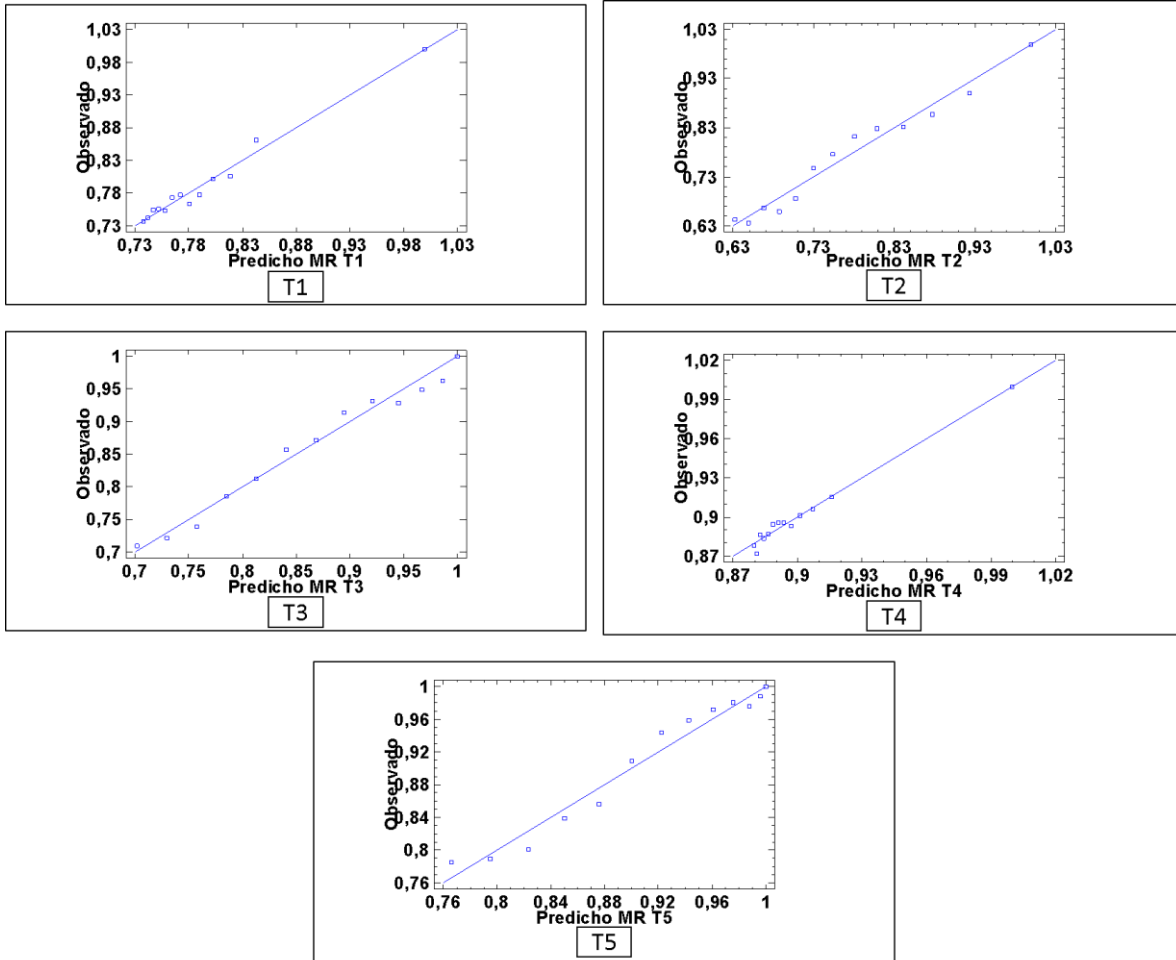 1,03
0,98
0,93
0,88
0,83
0,78
0,73
Observado
0,73 0,78 0,83 0,88 0,93 0,98 1,03
Predicho MR T1
T1
1,03
0,93
0,83
0,73
0,63
Observado
0,63 0,73 0,83 0,93 1,03
Predicho MR T2
T2
1
0,95
0,9
0,85
0,8
0,75
0,7
Observado
0,7 0,75 0,8 0,85 0,9 0,95 1
Predicho MR T3
T3
1,02
0,99
0,96
0,93
0,9
0,87
Observado
0,87 0,9 0,93 0,96 0,99 1,02
Predicho MR T4
T4
1
0,96
0,92
0,88
0,84
0,8
0,76
Observado
0,76 0,8 0,84 0,88 0,92 0,96 1
Predicho MR T5
T5